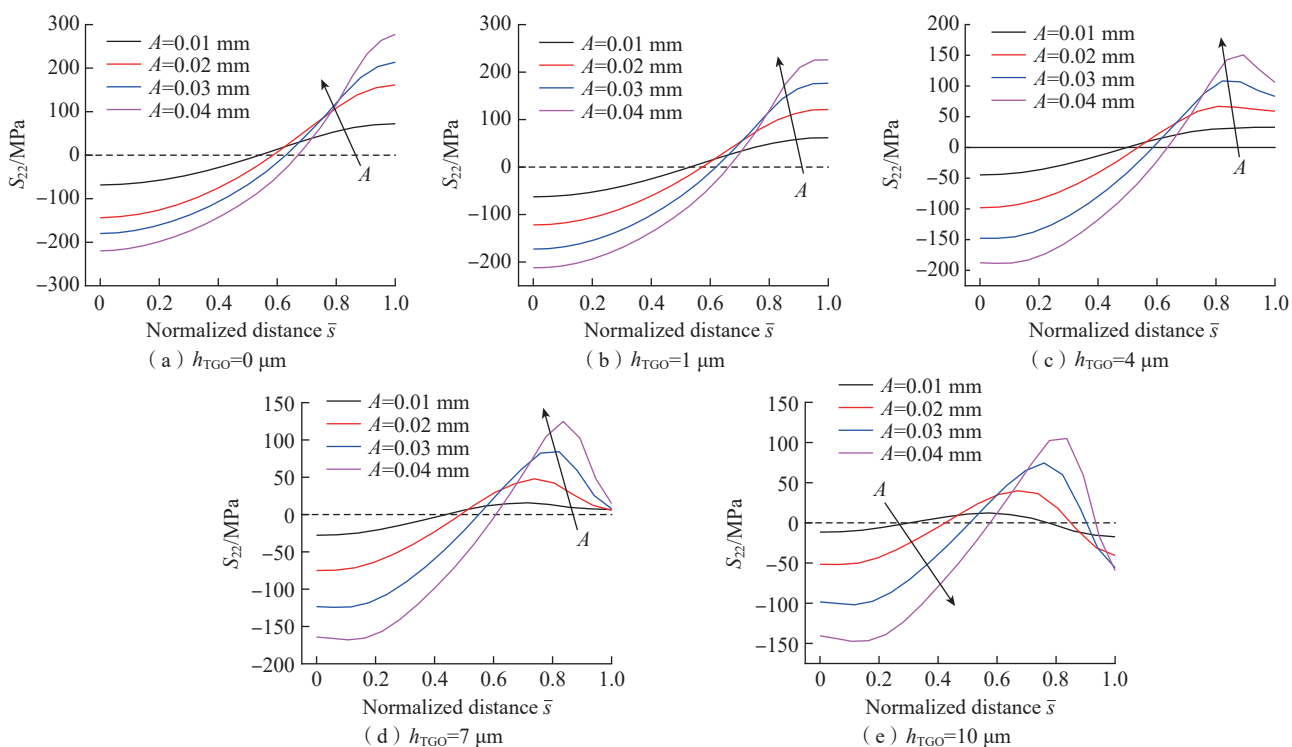 300
200
100
0
−100
−200
−300
S22/MPa
A=0.01 mm
A=0.02 mm
A=0.03 mm
A=0.04 mm
A
0 0.2 0.4 0.6 0.8 1.0
Normalized distance s̄
（a）hTGO=0 μm
300
200
100
0
−100
−200
S22/MPa
A=0.01 mm
A=0.02 mm
A=0.03 mm
A=0.04 mm
A
0 0.2 0.4 0.6 0.8 1.0
Normalized distance s̄
（b）hTGO=1 μm
200
150
100
50
0
−50
−100
−150
−200
S22/MPa
A=0.01 mm
A=0.02 mm
A=0.03 mm
A=0.04 mm
A
0 0.2 0.4 0.6 0.8 1.0
Normalized distance s̄
（c）hTGO=4 μm
150
100
50
0
−50
−100
−150
−200
S22/MPa
A=0.01 mm
A=0.02 mm
A=0.03 mm
A=0.04 mm
A
0 0.2 0.4 0.6 0.8 1.0
Normalized distance s̄
（d）hTGO=7 μm
150
100
50
0
−50
−100
−150
S22/MPa
A=0.01 mm
A=0.02 mm
A=0.03 mm
A=0.04 mm
A
0 0.2 0.4 0.6 0.8 1.0
Normalized distance s̄
（e）hTGO=10 μm